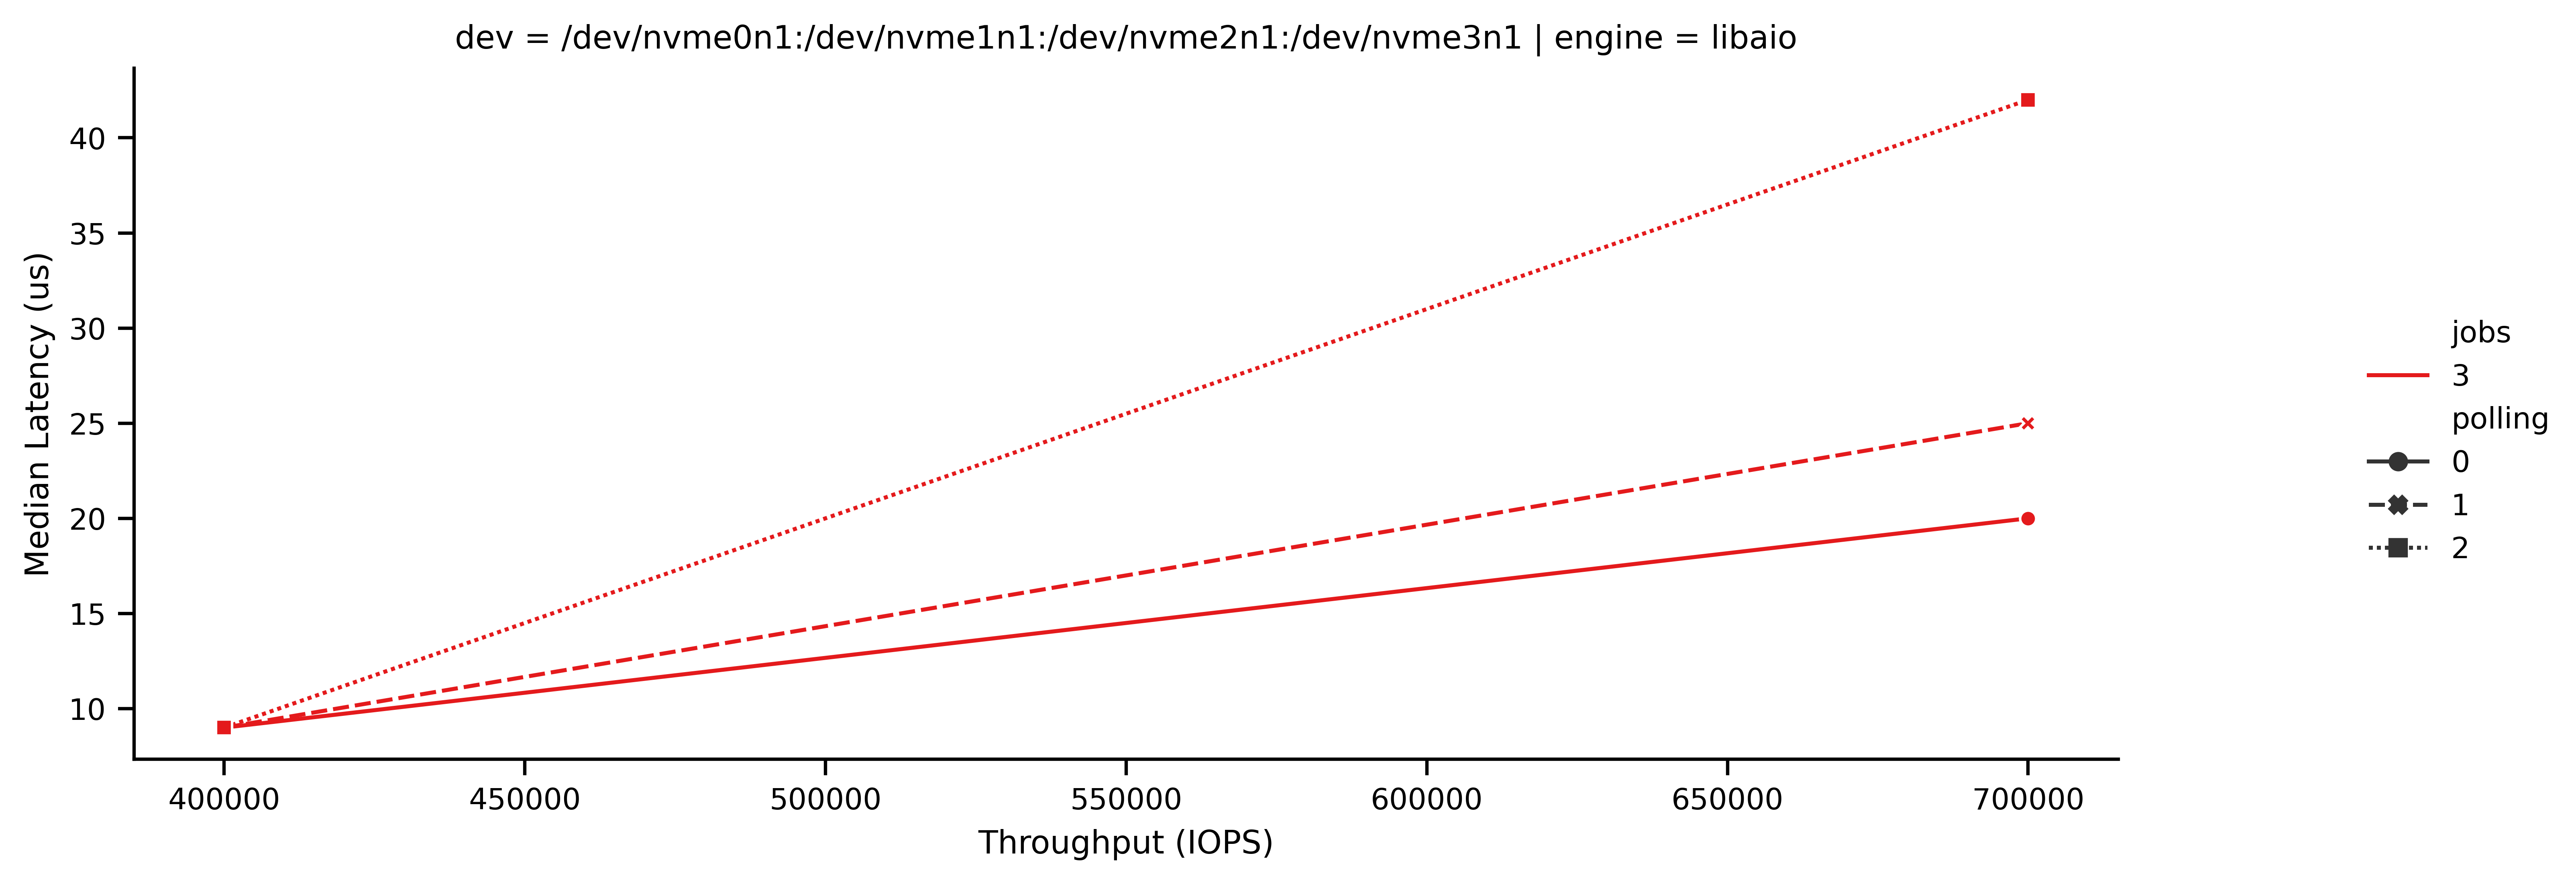 dev = /dev/nvme0n1:/dev/nvme1n1:/dev/nvme2n1:/dev/nvme3n1 | engine = libaio
Median Latency (us)
40
35
30
25
20
15
10
400000 450000 500000 550000 600000 650000 700000
Throughput (IOPS)
jobs
3
polling
0
1
2